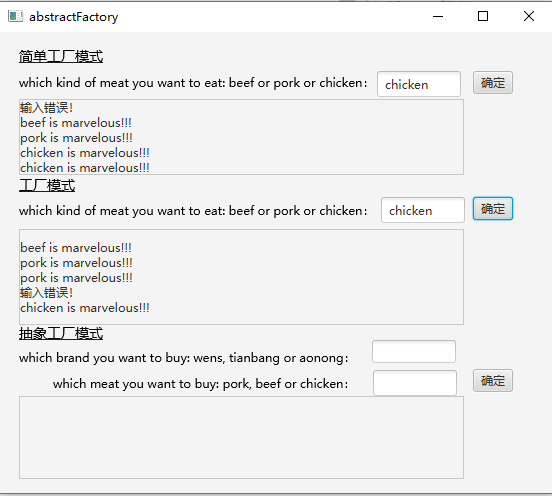 abstractFactory
简单工厂模式
which kind of meat you want to eat: beef or pork or chicken： chicken 确定
输入错误！
beef is marvelous!!!
pork is marvelous!!!
chicken is marvelous!!!
chicken is marvelous!!!
工厂模式
which kind of meat you want to eat: beef or pork or chicken： chicken 确定
beef is marvelous!!!
pork is marvelous!!!
pork is marvelous!!!
输入错误！
chicken is marvelous!!!
抽象工厂模式
which brand you want to buy: wens, tianbang or aonong：
which meat you want to buy: pork, beef or chicken： 确定